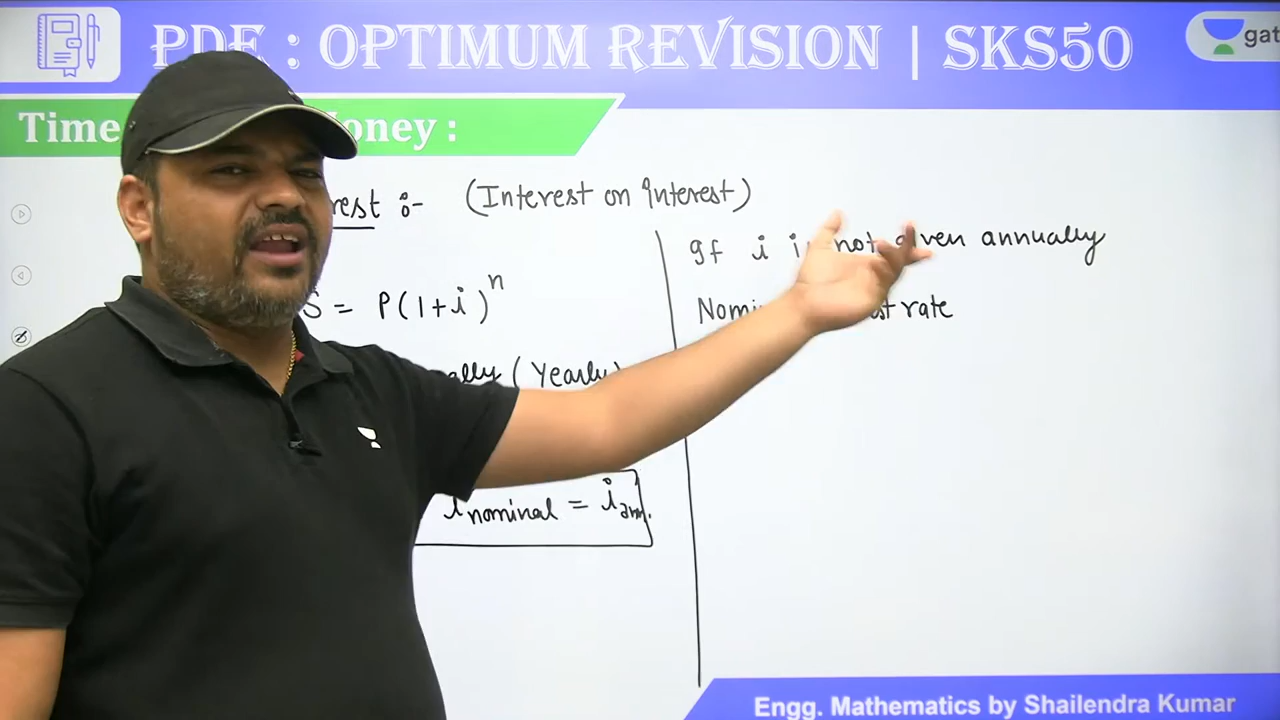 PDF : OPTIMUM REVISION | SKS50
gat
Time oney :
rest :-
(Interest on interest)
S = P(1+i)^n
ally (Yearly)
i nominal = i ann.
If i i not given annually
Nomi st rate
Engg. Mathematics by Shailendra Kumar